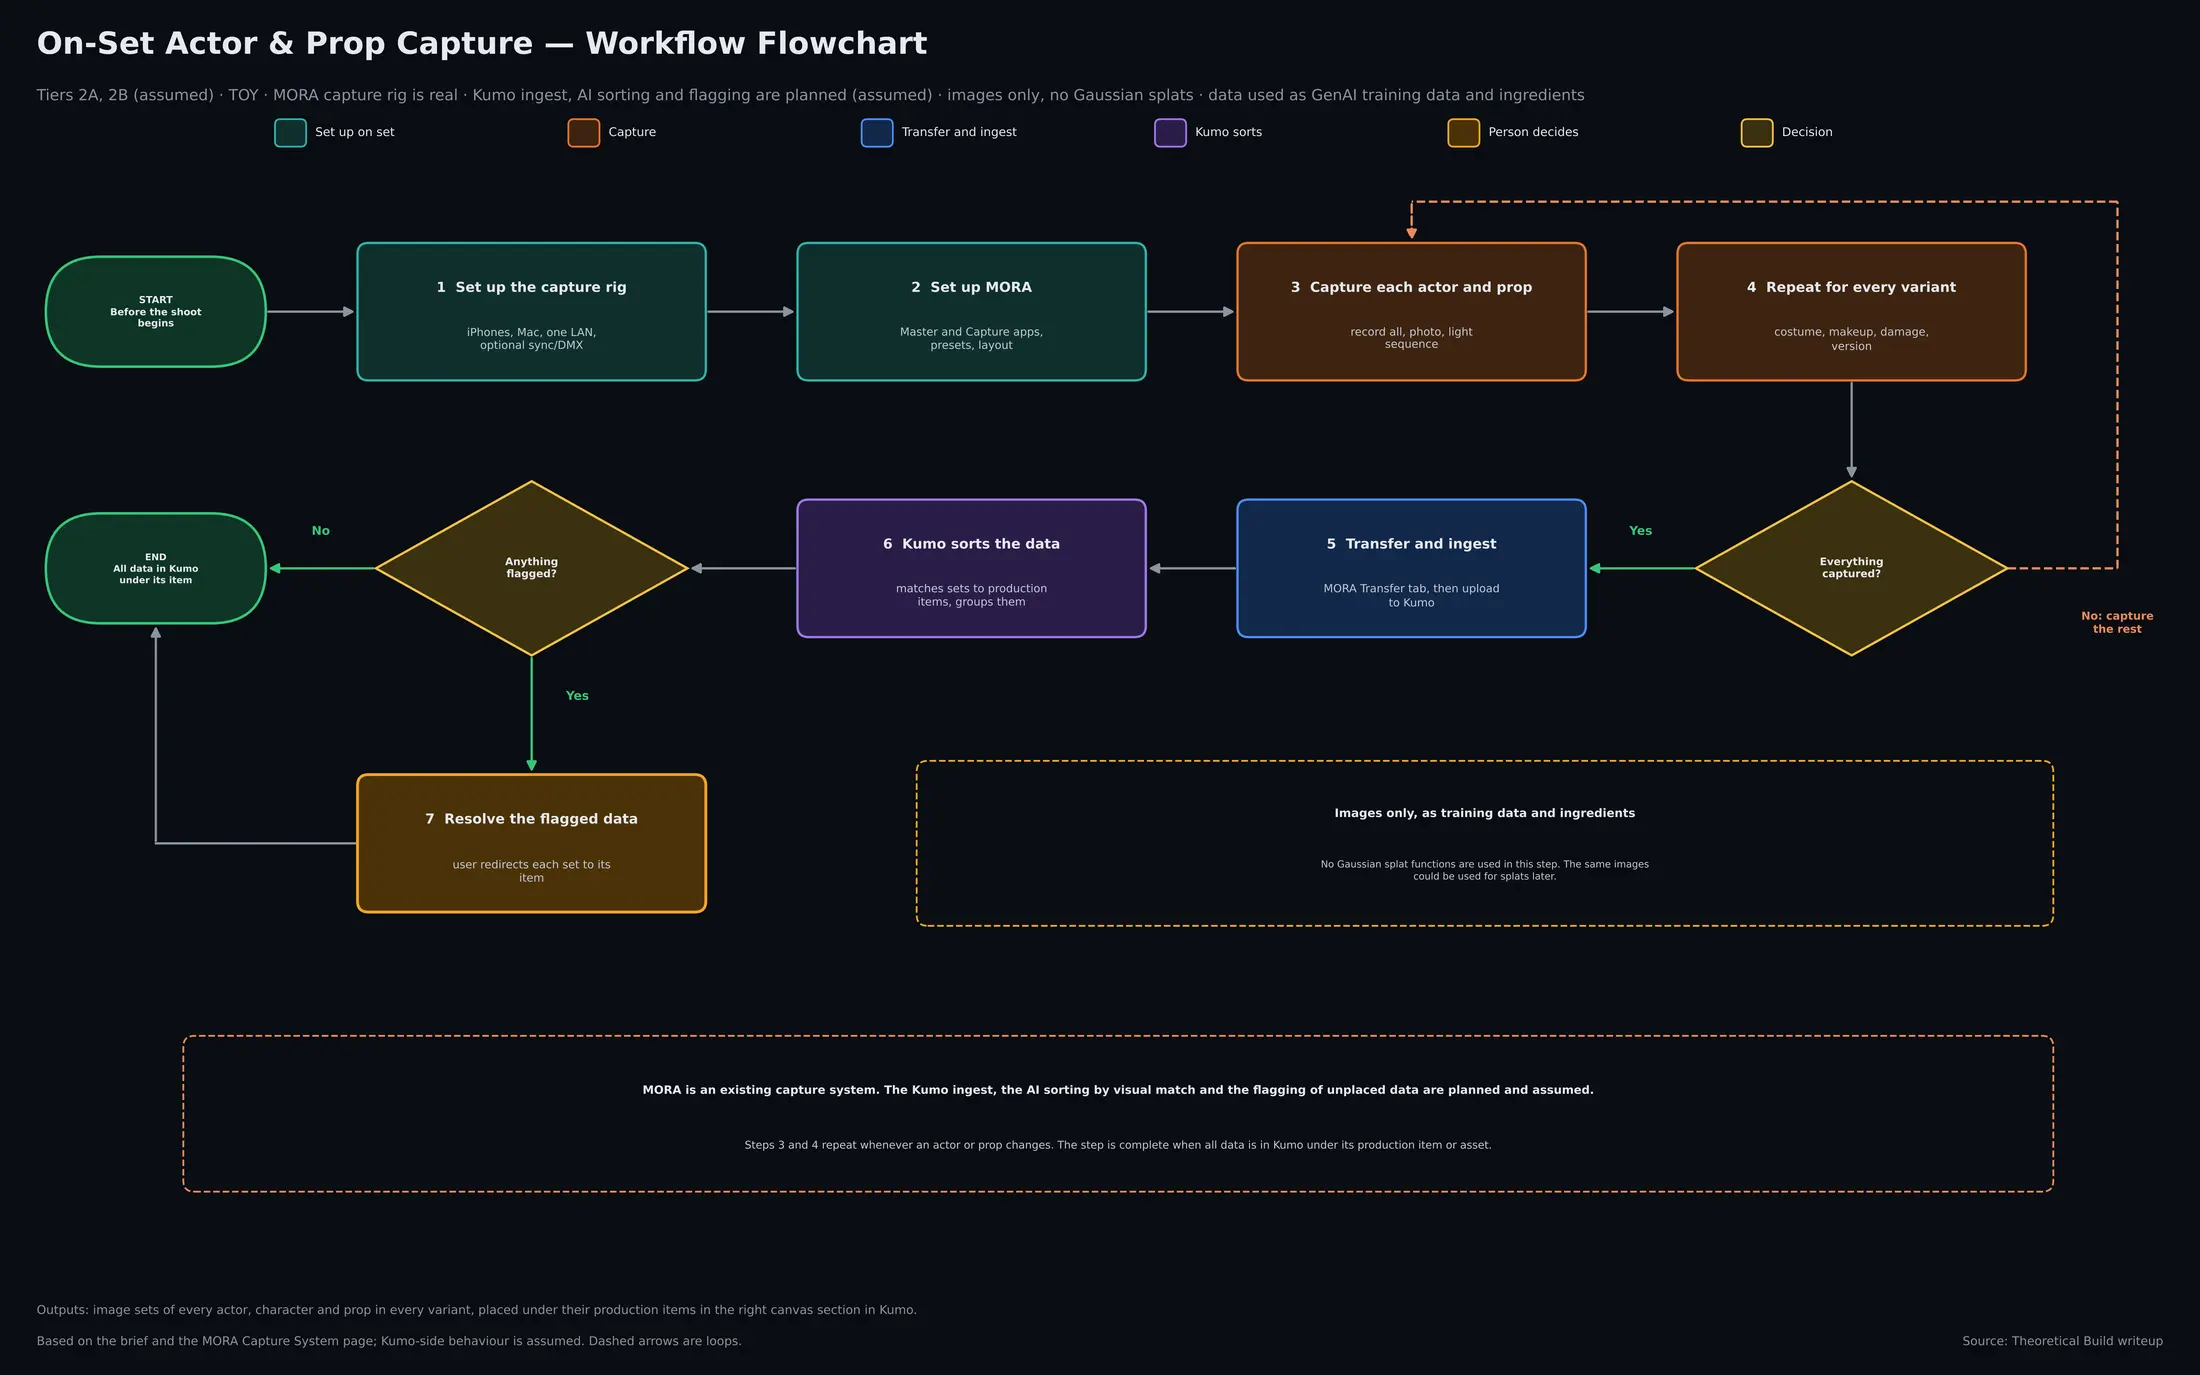 On-Set Actor & Prop Capture — Workflow Flowchart
Tiers 2A, 2B (assumed) · TOY · MORA capture rig is real · Kumo ingest, AI sorting and flagging are planned (assumed) · images only, no Gaussian splats · data used as GenAI training data and ingredients
Set up on set
Capture
Transfer and ingest
Kumo sorts
Person decides
Decision
START
Before the shoot
begins
1 Set up the capture rig
iPhones, Mac, one LAN,
optional sync/DMX
2 Set up MORA
Master and Capture apps,
presets, layout
3 Capture each actor and prop
record all, photo, light
sequence
4 Repeat for every variant
costume, makeup, damage,
version
END
All data in Kumo
under its item
No
Anything
flagged?
6 Kumo sorts the data
matches sets to production
items, groups them
5 Transfer and ingest
MORA Transfer tab, then upload
to Kumo
Yes
Everything
captured?
No: capture
the rest
Yes
7 Resolve the flagged data
user redirects each set to its
item
Images only, as training data and ingredients
No Gaussian splat functions are used in this step. The same images
could be used for splats later.
MORA is an existing capture system. The Kumo ingest, the AI sorting by visual match and the flagging of unplaced data are planned and assumed.
Steps 3 and 4 repeat whenever an actor or prop changes. The step is complete when all data is in Kumo under its production item or asset.
Outputs: image sets of every actor, character and prop in every variant, placed under their production items in the right canvas section in Kumo.
Based on the brief and the MORA Capture System page; Kumo-side behaviour is assumed. Dashed arrows are loops.
Source: Theoretical Build writeup